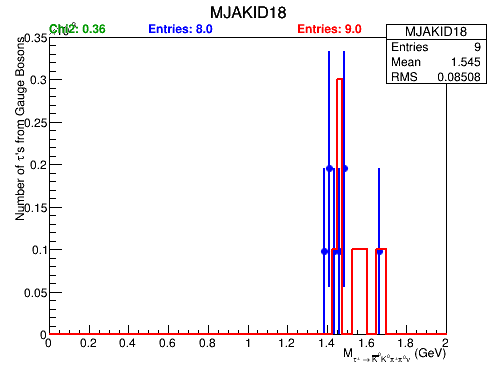 MJAKID18
Chi2: 0.36 Entries: 8.0 Entries: 9.0
MJAKID18
Entries 9
Mean 1.545
RMS 0.08508
Number of τ's from Gauge Bosons
0.35
0.3
0.25
0.2
0.15
0.1
0.05
0
0 0.2 0.4 0.6 0.8 1 1.2 1.4 1.6 1.8 2
(GeV)